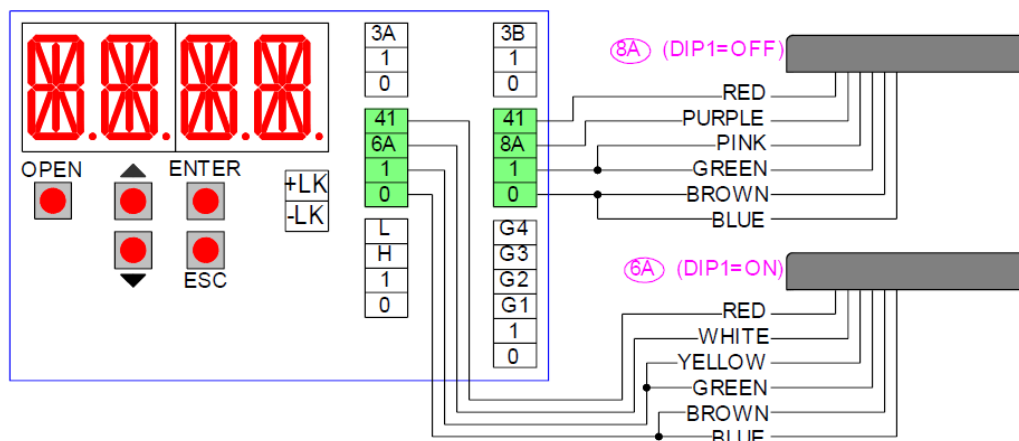 OPEN
ENTER
ESC
+LK
-LK
3A
1
0
41
6A
1
0
L
H
1
0
3B
1
0
41
8A
1
0
G4
G3
G2
G1
1
0
8A (DIP1=OFF)
RED
PURPLE
PINK
GREEN
BROWN
BLUE
6A (DIP1=ON)
RED
WHITE
YELLOW
GREEN
BROWN
BLUE